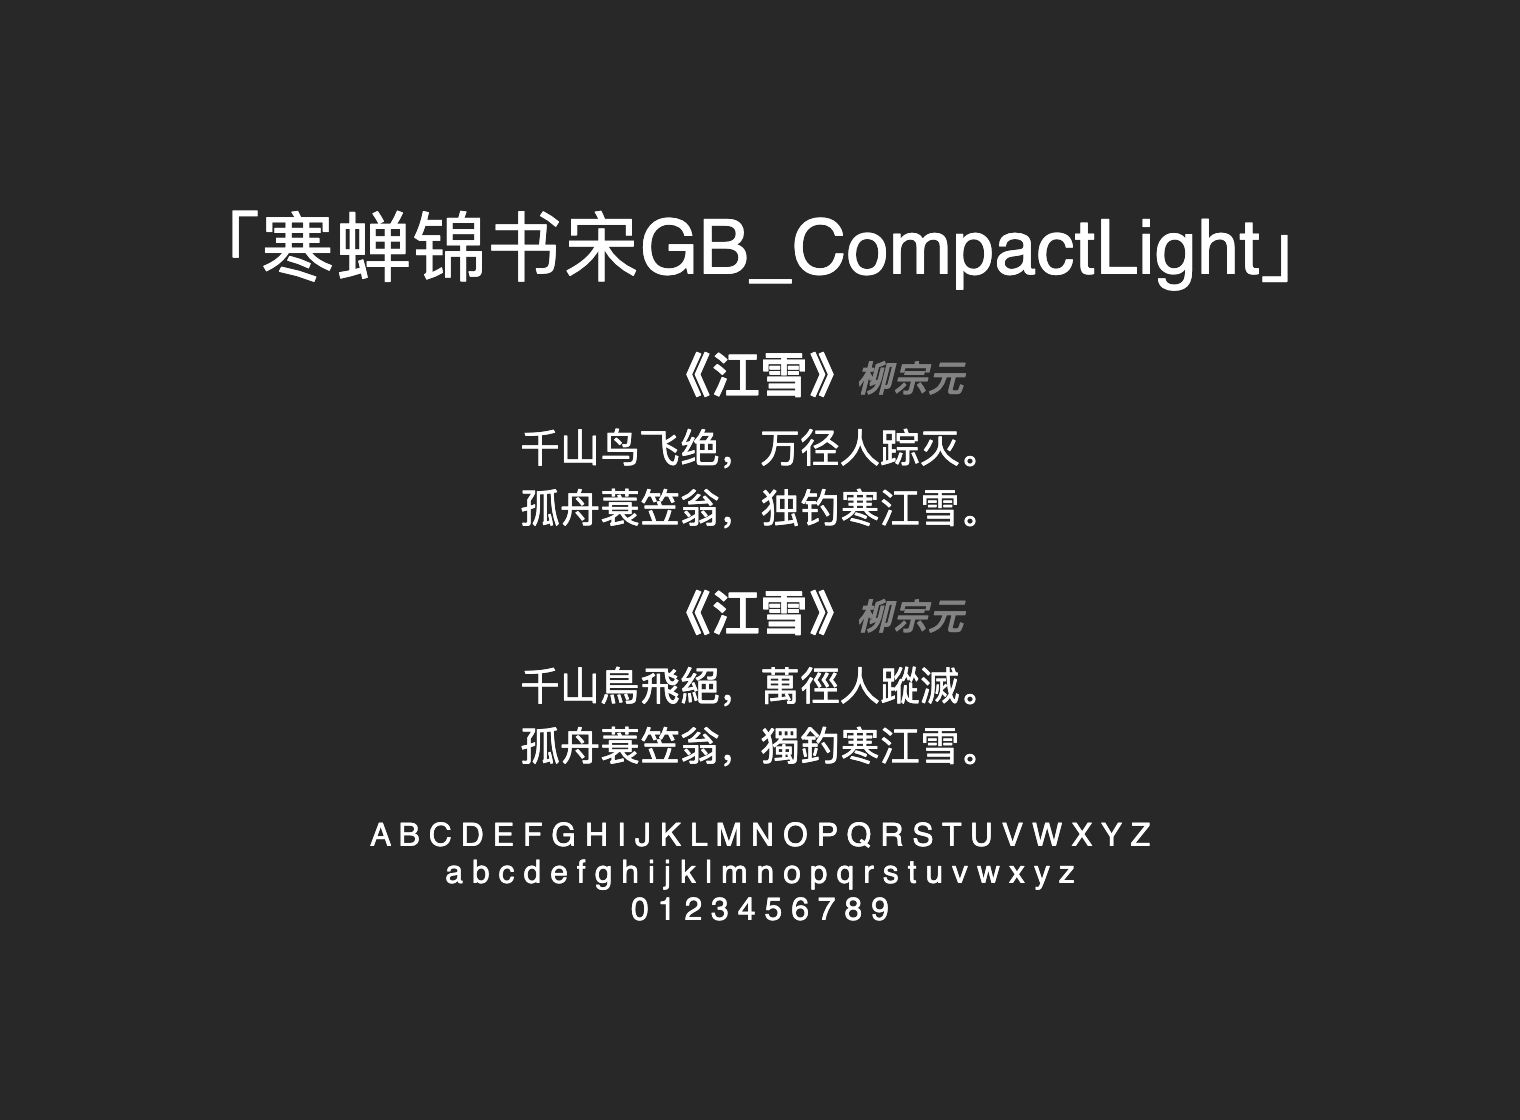 「寒蝉锦书宋GB_CompactLight」
《江雪》 柳宗元
千山鸟飞绝，万径人踪灭。
孤舟蓑笠翁，独钓寒江雪。
《江雪》 柳宗元
千山鳥飛絕，萬徑人蹤滅。
孤舟蓑笠翁，獨釣寒江雪。
A B C D E F G H I J K L M N O P Q R S T U V W X Y Z
a b c d e f g h i j k l m n o p q r s t u v w x y z
0 1 2 3 4 5 6 7 8 9